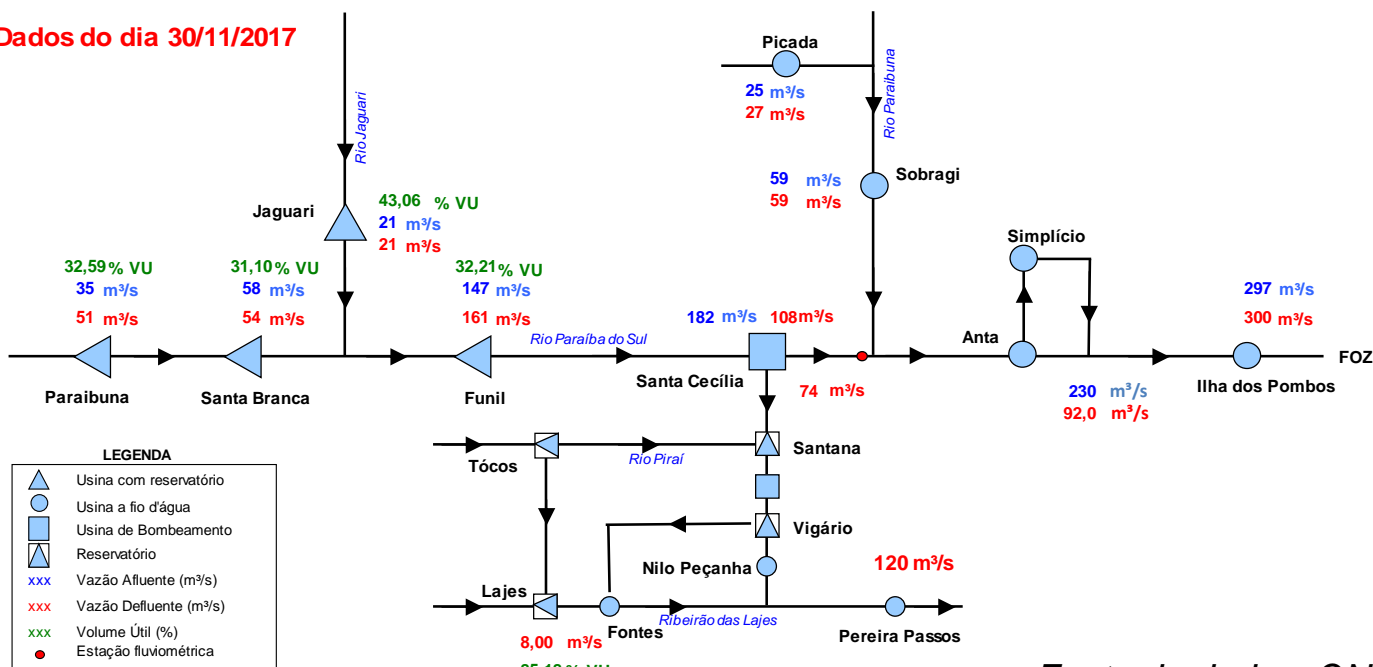 Dados do dia 30/11/2017
Picada
25 m³/s
27 m³/s
Rio Paraibuna
Rio Jaguari
59 m³/s
59 m³/s
Sobragi
Jaguari
43,06 % VU
21 m³/s
21 m³/s
Simplício
32,59 % VU
35 m³/s
51 m³/s
31,10 % VU
58 m³/s
54 m³/s
32,21 % VU
147 m³/s
161 m³/s
297 m³/s
300 m³/s
Rio Paraíba do Sul
182 m³/s 108 m³/s
Anta
FOZ
Paraibuna
Santa Branca
Funil
Santa Cecília
74 m³/s
230 m³/s
92,0 m³/s
Ilha dos Pombos
Tócos
Rio Piraí
Santana
Vigário
Nilo Peçanha
120 m³/s
Lajes
8,00 m³/s
Fontes
Ribeirão das Lajes
Pereira Passos
LEGENDA
Usina com reservatório
Usina a fio d'água
Usina de Bombeamento
Reservatório
xxx Vazão Afluente (m³/s)
xxx Vazão Defluente (m³/s)
xxx Volume Útil (%)
Estação fluviométrica